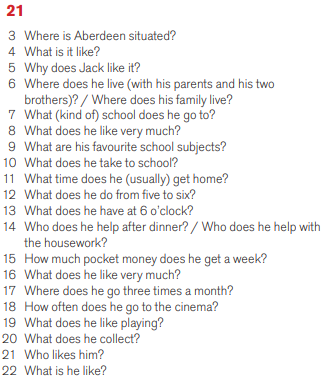 21
3 Where is Aberdeen situated?
4 What is it like?
5 Why does Jack like it?
6 Where does he live (with his parents and his two
brothers)? / Where does his family live?
7 What (kind of) school does he go to?
8 What does he like very much?
9 What are his favourite school subjects?
10 What does he take to school?
11 What time does he (usually) get home?
12 What does he do from five to six?
13 What does he have at 6 o'clock?
14 Who does he help after dinner? / Who does he help with
the housework?
15 How much pocket money does he get a week?
16 What does he like very much?
17 Where does he go three times a month?
18 How often does he go to the cinema?
19 What does he like playing?
20 What does he collect?
21 Who likes him?
22 What is he like?